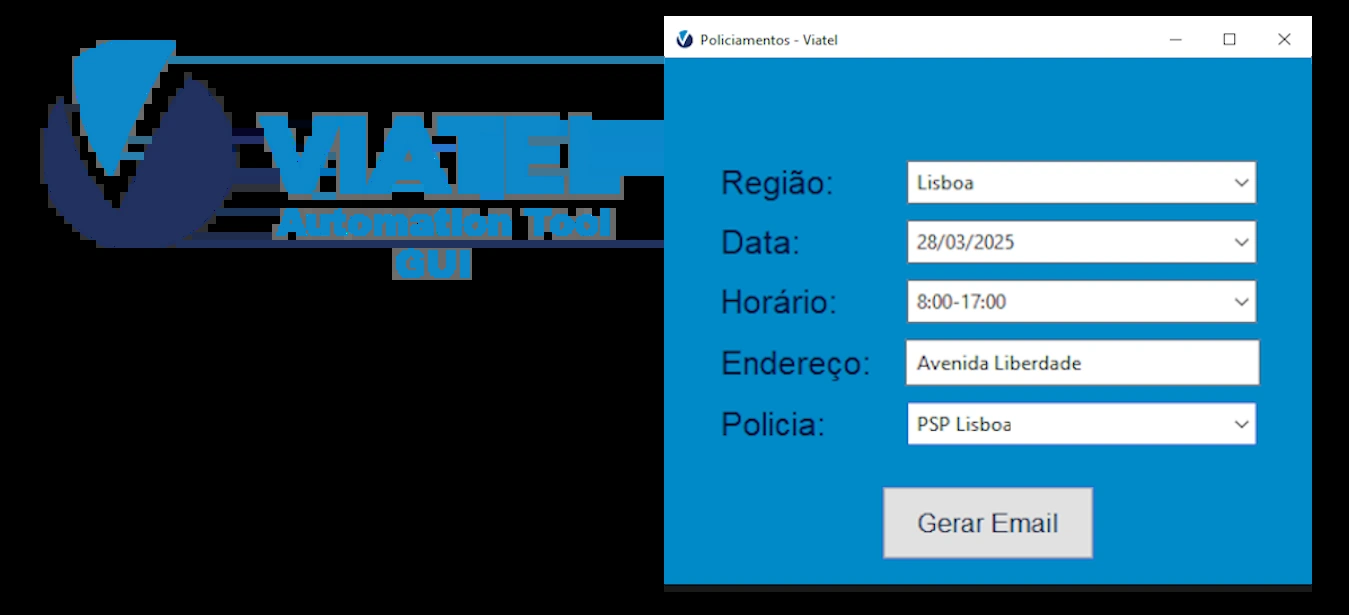 VIATEL
Automation Tool
GUI
Policiamentos - Viatel
Região: Lisboa
Data: 28/03/2025
Horário: 8:00-17:00
Endereço: Avenida Liberdade
Policia: PSP Lisboa
Gerar Email